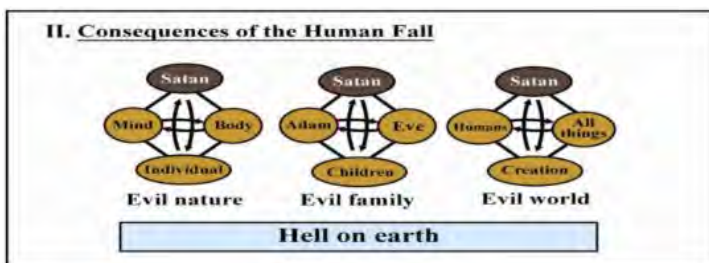 II. Consequences of the Human Fall
Satan Satan Satan
Mind Body Adam Eve Humans All things
Individual Children Creation
Evil nature Evil family Evil world
Hell on earth